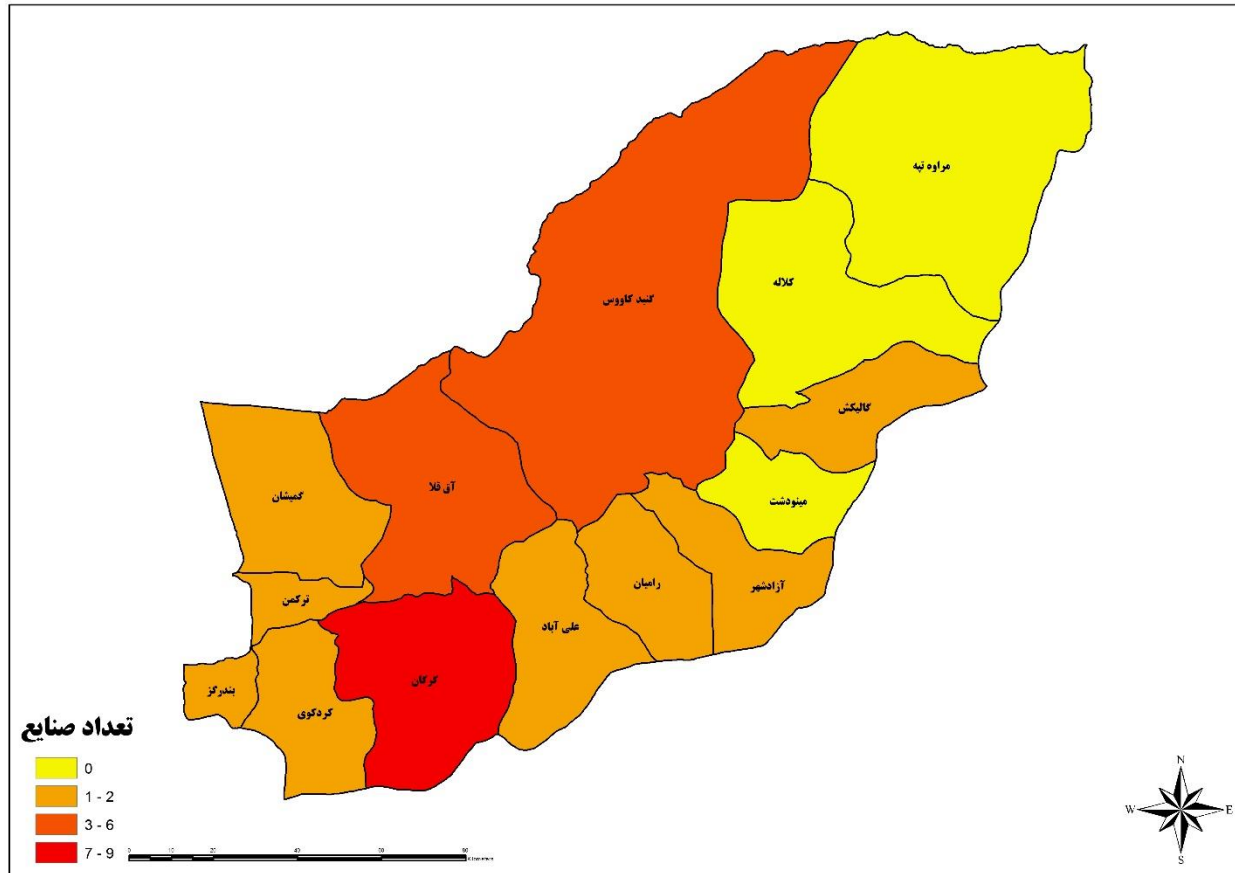 مراوه تپه
کلاله
گنبد کاووس
گالیکش
آق قلا
گمیشان
مینودشت
آزادشهر
رامیان
ترکمن
علی آباد
گرگان
بندرگز
کردکوی
تعداد صنایع
0
1 - 2
3 - 6
7 - 9
N
W
E
S